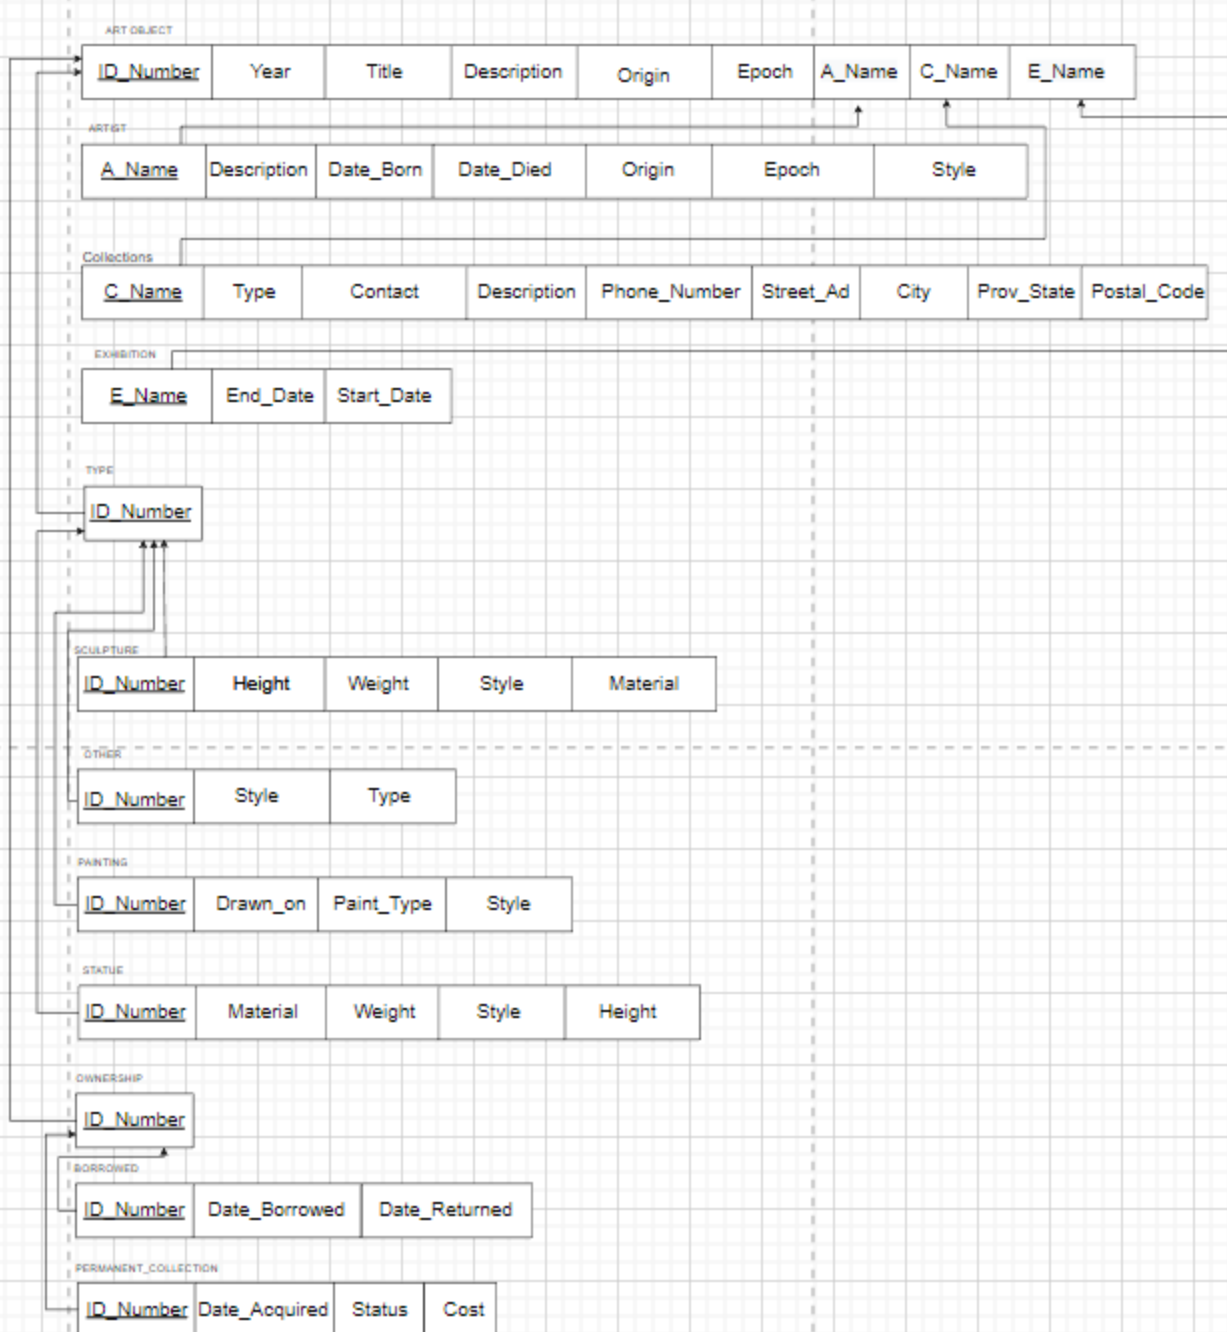 ART OBJECT
ID_Number Year Title Description Origin Epoch A_Name C_Name E_Name
ARTIST
A_Name Description Date_Born Date_Died Origin Epoch Style
Collections
C_Name Type Contact Description Phone_Number Street_Ad City Prov_State Postal_Code
EXHIBITION
E_Name End_Date Start_Date
TYPE
ID_Number
SCULPTURE
ID_Number Height Weight Style Material
OTHER
ID_Number Style Type
PAINTING
ID_Number Drawn_on Paint_Type Style
STATUE
ID_Number Material Weight Style Height
OWNERSHIP
ID_Number
BORROWED
ID_Number Date_Borrowed Date_Returned
PERMANENT_COLLECTION
ID_Number Date_Acquired Status Cost